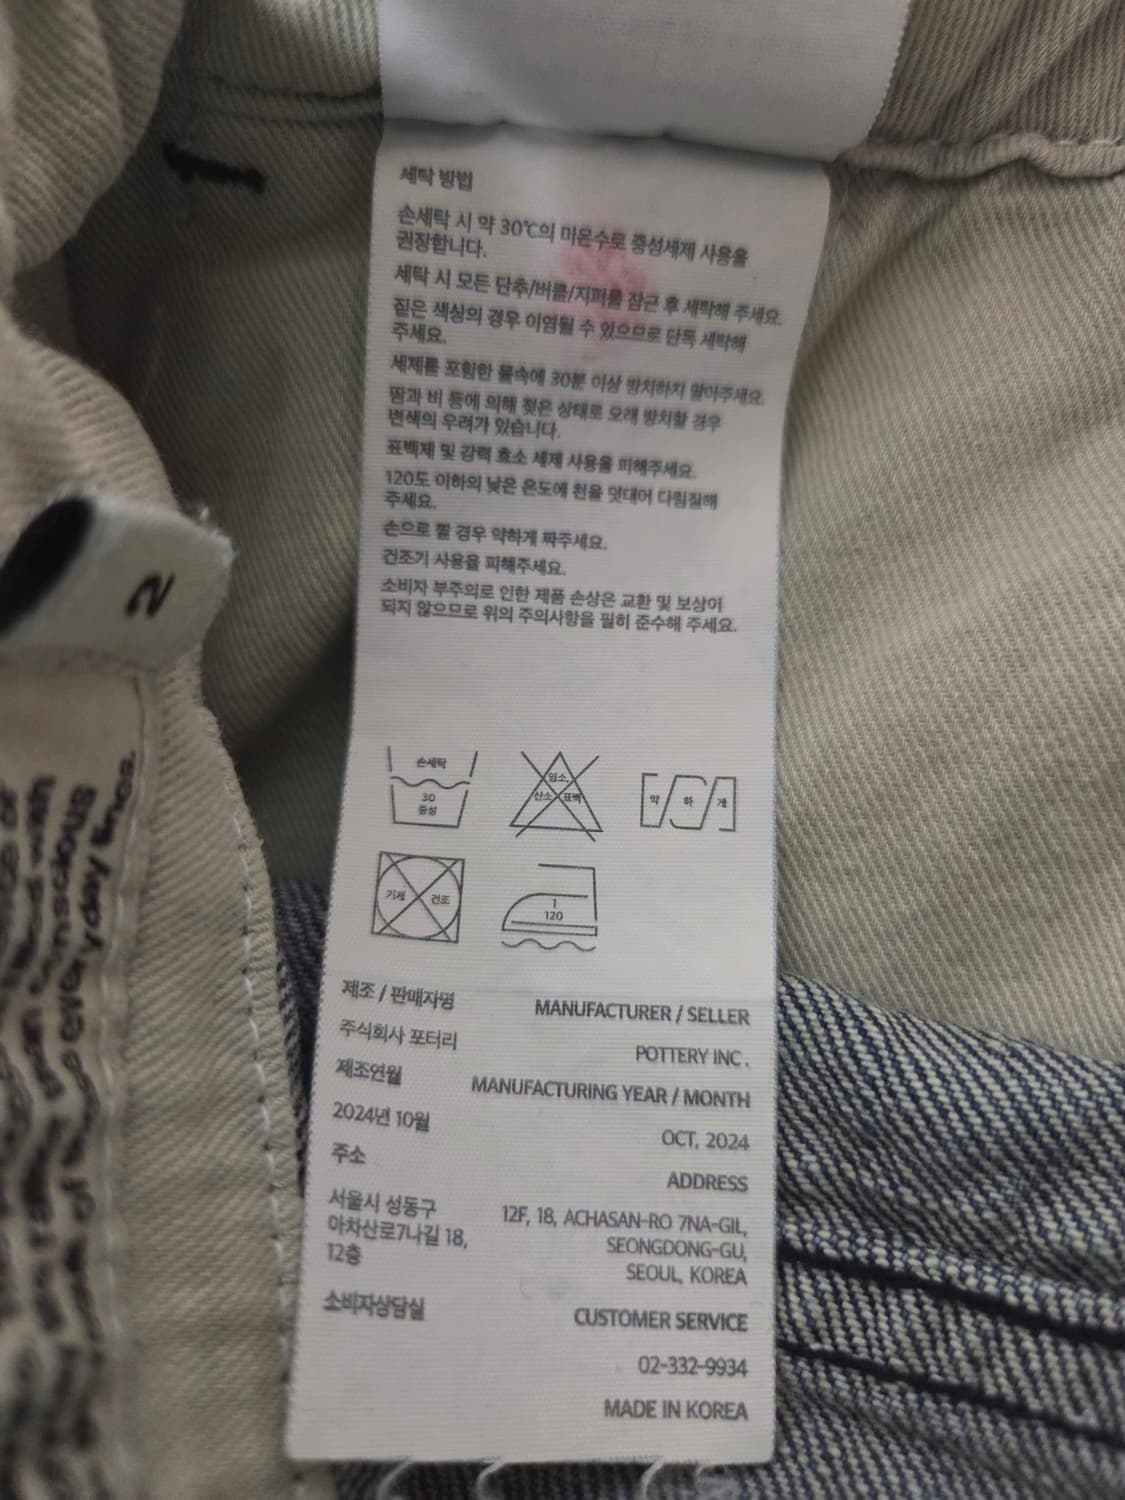 세탁 방법
손세탁 시 약 30℃의 미온수로 중성세제 사용을
권장합니다.
세탁 시 모든 단추/버클/지퍼를 잠근 후 세탁해 주세요.
짙은 색상의 경우 이염될 수 있으므로 단독 세탁해
주세요.
세제를 포함한 물속에 30분 이상 방치하지 말아주세요.
땀과 비 등에 의해 젖은 상태로 오래 방치할 경우
변색의 우려가 있습니다.
표백제 및 강력 효소 세제 사용을 피해주세요.
120도 이하의 낮은 온도에 천을 덧대어 다림질해
주세요.
손으로 짤 경우 약하게 짜주세요.
건조기 사용을 피해주세요.
소비자 부주의로 인한 제품 손상은 교환 및 보상이
되지 않으므로 위의 주의사항을 필히 준수해 주세요.
손세탁
30
중성
염소,
산소 표백
약 하 게
기계 건조
1
120
제조 / 판매자명
MANUFACTURER / SELLER
주식회사 포터리
POTTERY INC .
제조연월
MANUFACTURING YEAR / MONTH
2024년 10월
OCT, 2024
주소
ADDRESS
서울시 성동구
아차산로7나길 18,
12층
12F, 18, ACHASAN-RO 7NA-GIL,
SEONGDONG-GU,
SEOUL, KOREA
소비자상담실
CUSTOMER SERVICE
02-332-9934
MADE IN KOREA
2